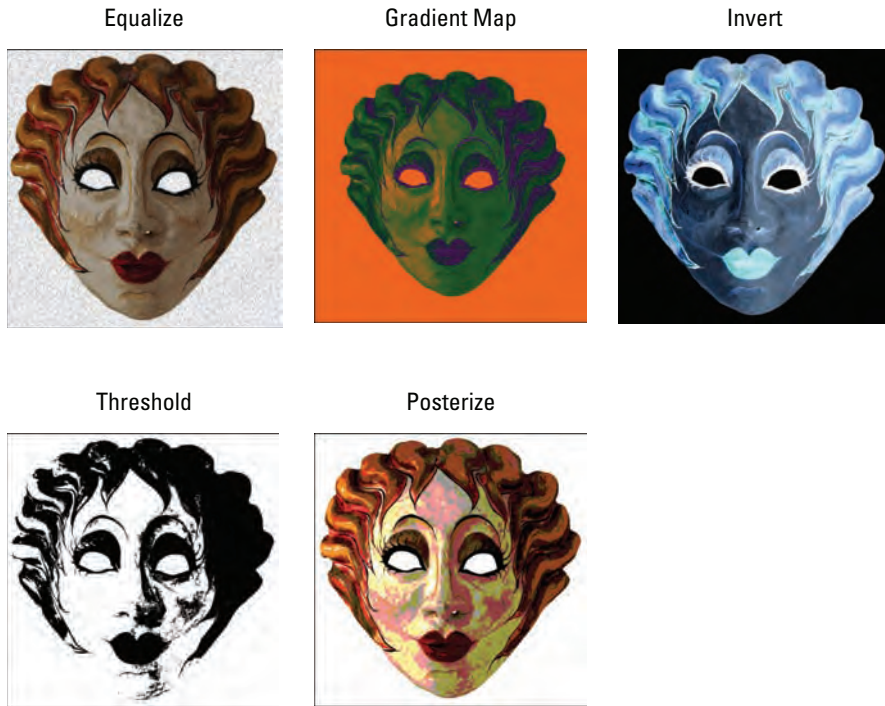 Equalize
Gradient Map
Invert
Threshold
Posterize